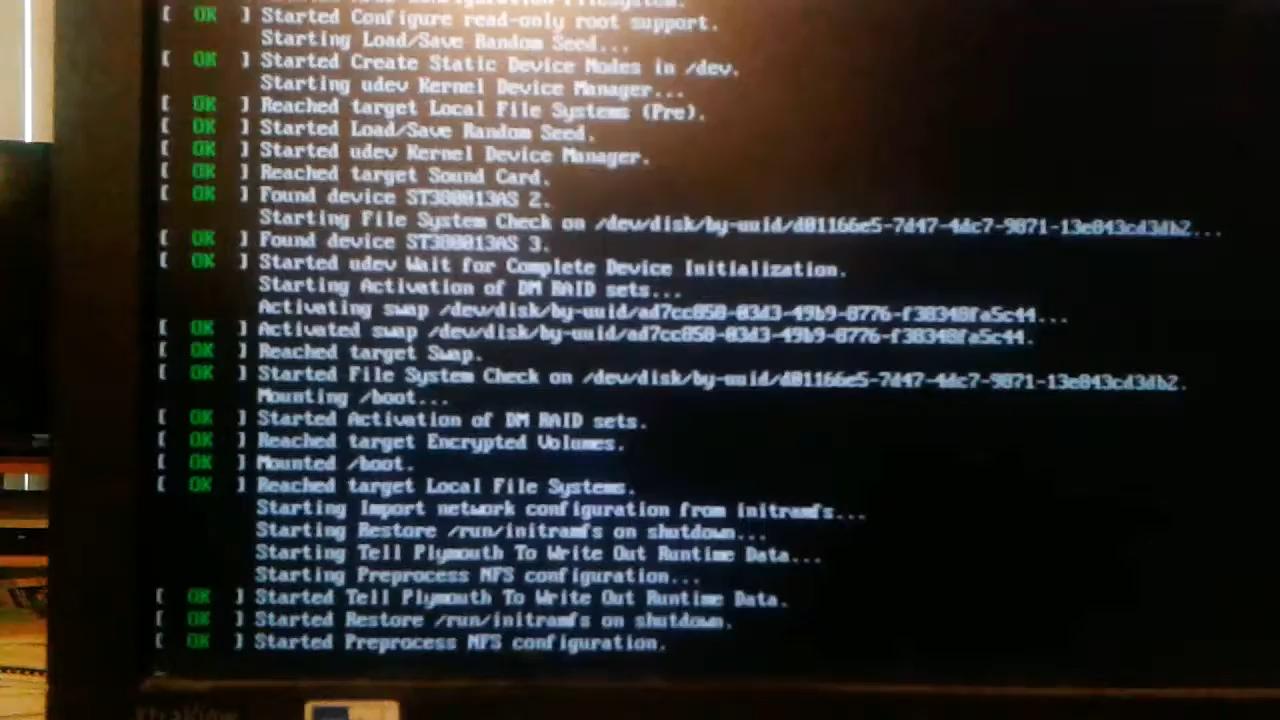 [ OK ] Started Configure read-only root support.
Starting Load/Save Random Seed...
[ OK ] Started Create Static Device Nodes in /dev.
Starting udev Kernel Device Manager...
[ OK ] Reached target Local File Systems (Pre).
[ OK ] Started Load/Save Random Seed.
[ OK ] Started udev Kernel Device Manager.
[ OK ] Reached target Sound Card.
[ OK ] Found device ST380013AS 2.
Starting File System Check on /dev/disk/by-uuid/d01166e5-7d47-4dc7-9871-13e043cd3db2...
[ OK ] Found device ST380013AS 3.
[ OK ] Started udev Wait for Complete Device Initialization.
Starting Activation of DM RAID sets...
Activating swap /dev/disk/by-uuid/ad7cc050-03d3-49b9-8776-f38348fa5c44...
[ OK ] Activated swap /dev/disk/by-uuid/ad7cc050-03d3-49b9-8776-f38348fa5c44.
[ OK ] Reached target Swap.
[ OK ] Started File System Check on /dev/disk/by-uuid/d01166e5-7d47-4dc7-9871-13e043cd3db2.
Mounting /boot...
[ OK ] Started Activation of DM RAID sets.
[ OK ] Reached target Encrypted Volumes.
[ OK ] Mounted /boot.
[ OK ] Reached target Local File Systems.
Starting Import network configuration from initramfs...
Starting Restore /run/initramfs on shutdown...
Starting Tell Plymouth To Write Out Runtime Data...
Starting Preprocess NFS configuration...
[ OK ] Started Tell Plymouth To Write Out Runtime Data.
[ OK ] Started Restore /run/initramfs on shutdown.
[ OK ] Started Preprocess NFS configuration.